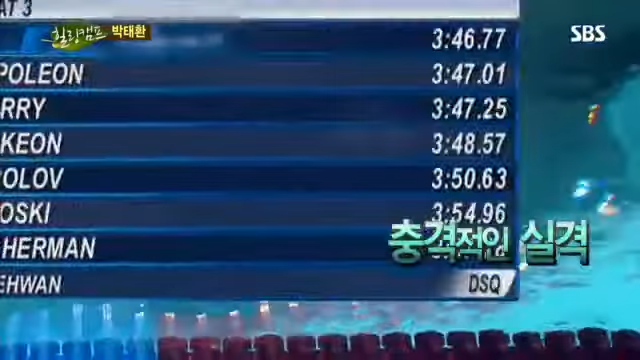 AT 3
힐링캠프 박태환
SBS
3:46.77
POLEON 3:47.01
RRY 3:47.25
KEON 3:48.57
OLOV 3:50.63
OSKI 3:54.96
HERMAN
충격적인 실격
EHWAN DSQ